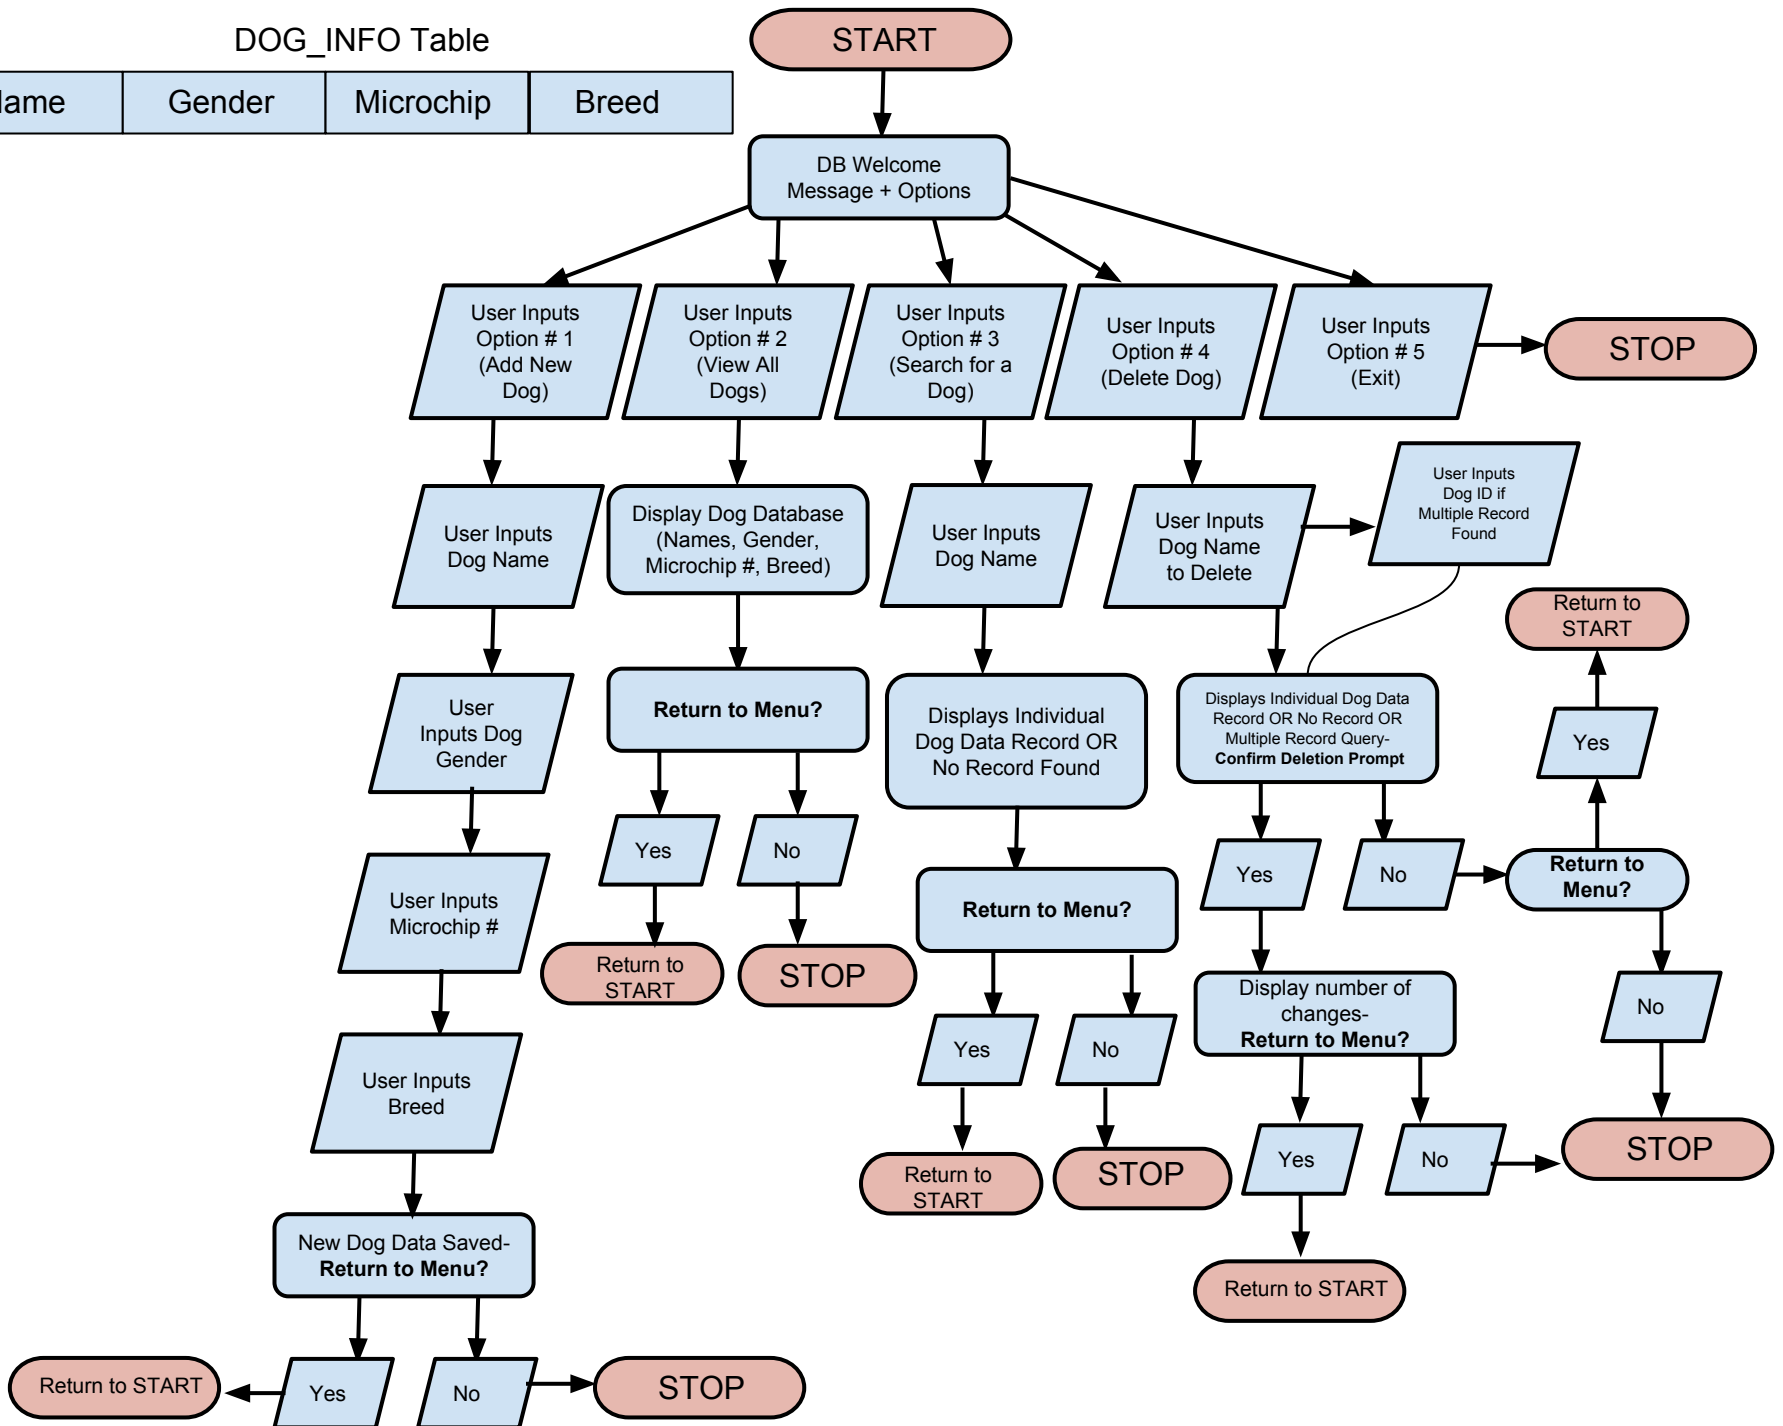 DOG_INFO Table
START
Gender
Microchip
Breed
DB Welcome
Message + Options
User Inputs
Option # 1
(Add New
Dog)
User Inputs
Option # 2
(View All
Dogs)
User Inputs
Option # 3
(Search for a
Dog)
User Inputs
Option # 4
(Delete Dog)
User Inputs
Option # 5
(Exit)
STOP
User Inputs
Dog Name
Display Dog Database
(Names, Gender,
Microchip #, Breed)
User Inputs
Dog Name
User Inputs
Dog Name
to Delete
User Inputs
Dog ID if
Multiple Record
Found
Return to
START
User
Inputs Dog
Gender
Return to Menu?
Displays Individual
Dog Data Record OR
No Record Found
Displays Individual Dog Data
Record OR No Record OR
Multiple Record Query-
Confirm Deletion Prompt
Yes
Yes
No
Yes
No
Return to
Menu?
User Inputs
Microchip #
Return to Menu?
Return to
START
STOP
Display number of
changes-
Return to Menu?
No
Yes
No
User Inputs
Breed
Yes
No
STOP
Return to
START
STOP
New Dog Data Saved-
Return to Menu?
Return to START
Return to START
Yes
No
STOP